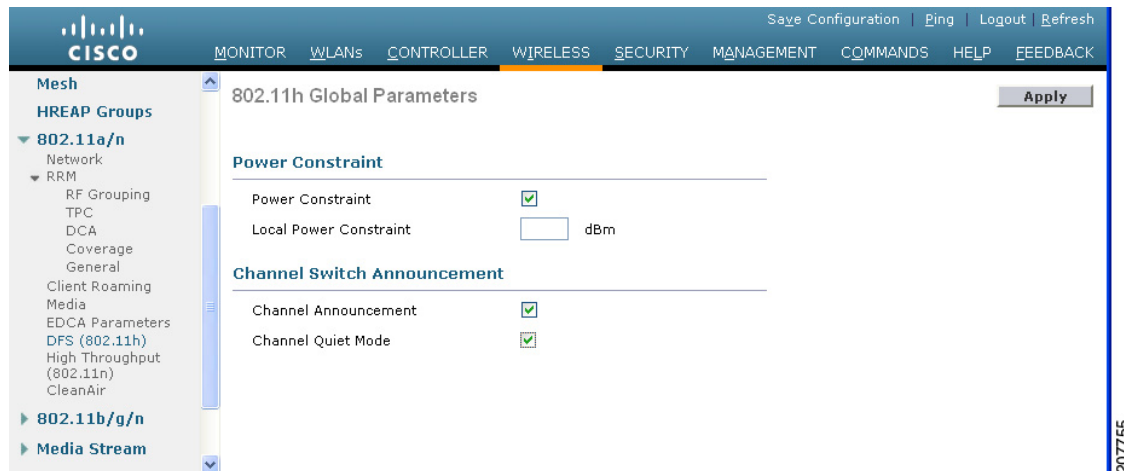 Save Configuration | Ping | Logout | Refresh
CISCO
MONITOR WLANs CONTROLLER WIRELESS SECURITY MANAGEMENT COMMANDS HELP FEEDBACK
Mesh
HREAP Groups
802.11a/n
Network
RRM
RF Grouping
TPC
DCA
Coverage
General
Client Roaming
Media
EDCA Parameters
DFS (802.11h)
High Throughput
(802.11n)
CleanAir
802.11b/g/n
Media Stream
802.11h Global Parameters
Apply
Power Constraint
Power Constraint
Local Power Constraint dBm
Channel Switch Announcement
Channel Announcement
Channel Quiet Mode
207755